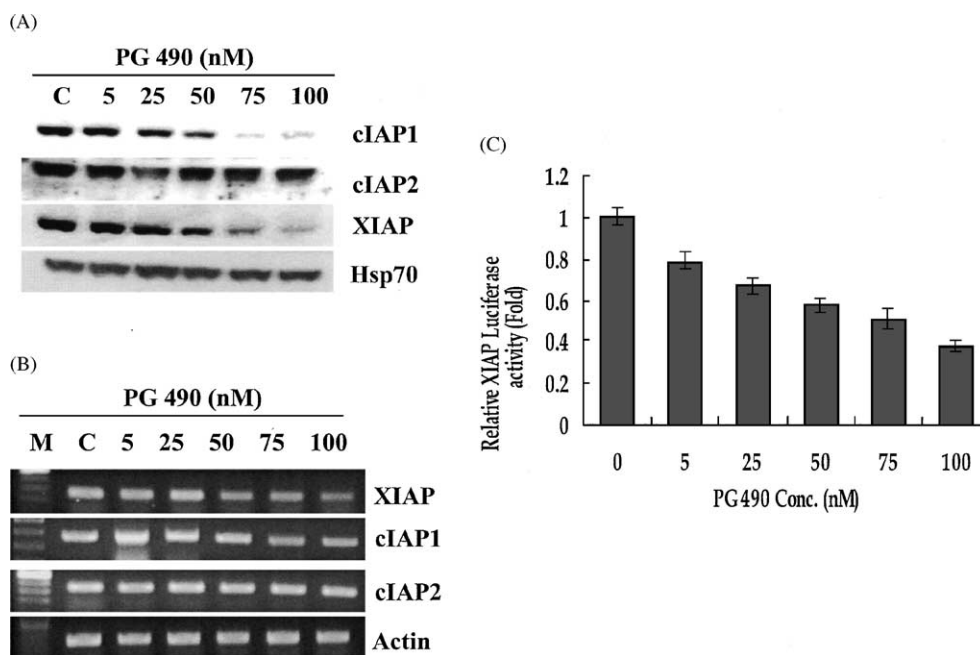 (A)
PG 490 (nM)
C 5 25 50 75 100
cIAP1
cIAP2
XIAP
Hsp70
(B)
PG 490 (nM)
M C 5 25 50 75 100
XIAP
cIAP1
cIAP2
Actin
(C)
Relative XIAP Luciferase
activity (Fold)
1.2
1
0.8
0.6
0.4
0.2
0
0 5 25 50 75 100
PG490 Conc. (nM)